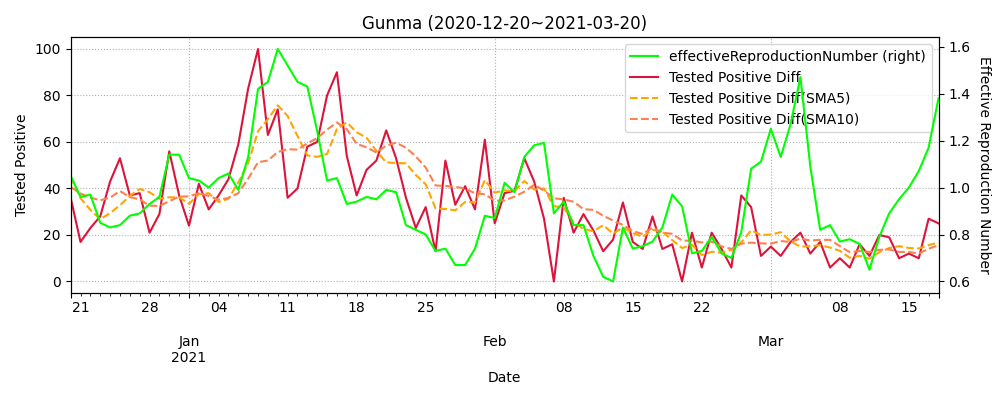 Gunma (2020-12-20~2021-03-20)
effectiveReproductionNumber (right)
Tested Positive Diff
Tested Positive Diff(SMA5)
Tested Positive Diff(SMA10)
Tested Positive
100
80
60
40
20
0
1.6
1.4
1.2
1.0
0.8
0.6
Effective Reproduction Number
21 28 04 11 18 25 08 15 22 08 15
Jan Feb Mar
2021
Date